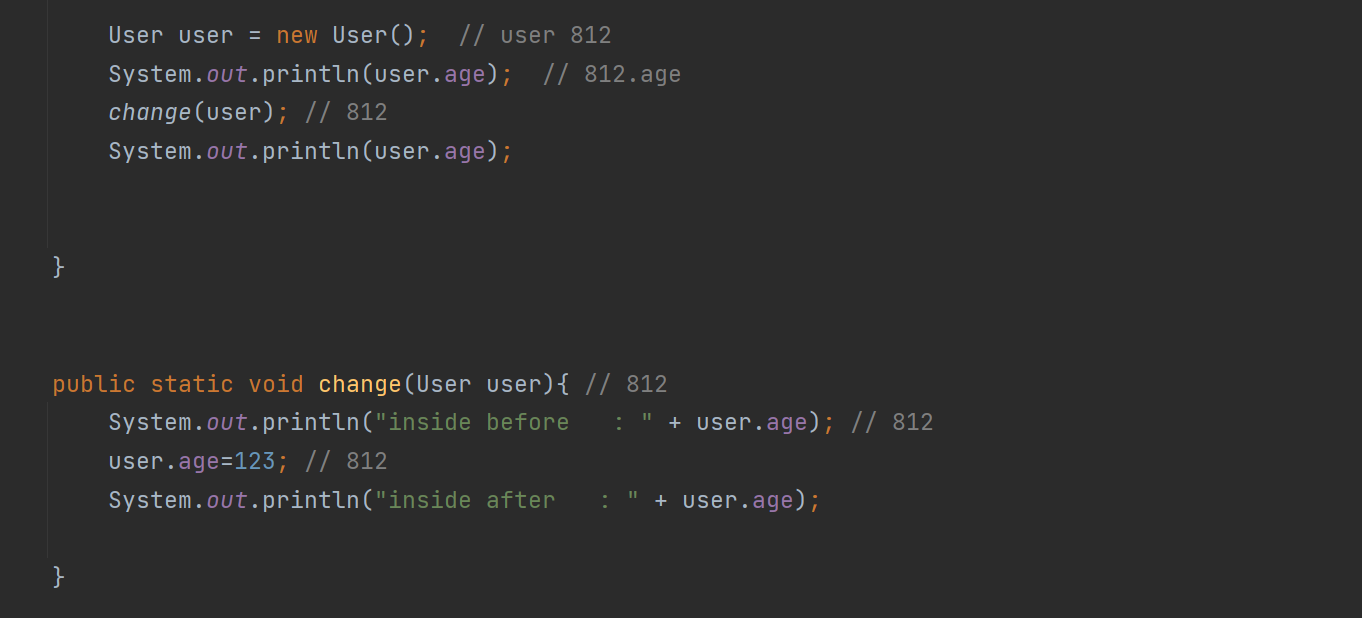 User user = new User();  // user 812
System.out.println(user.age);  // 812.age
change(user); // 812
System.out.println(user.age);
}
public static void change(User user){ // 812
System.out.println("inside before   : " + user.age); // 812
user.age=123; // 812
System.out.println("inside after   : " + user.age);
}